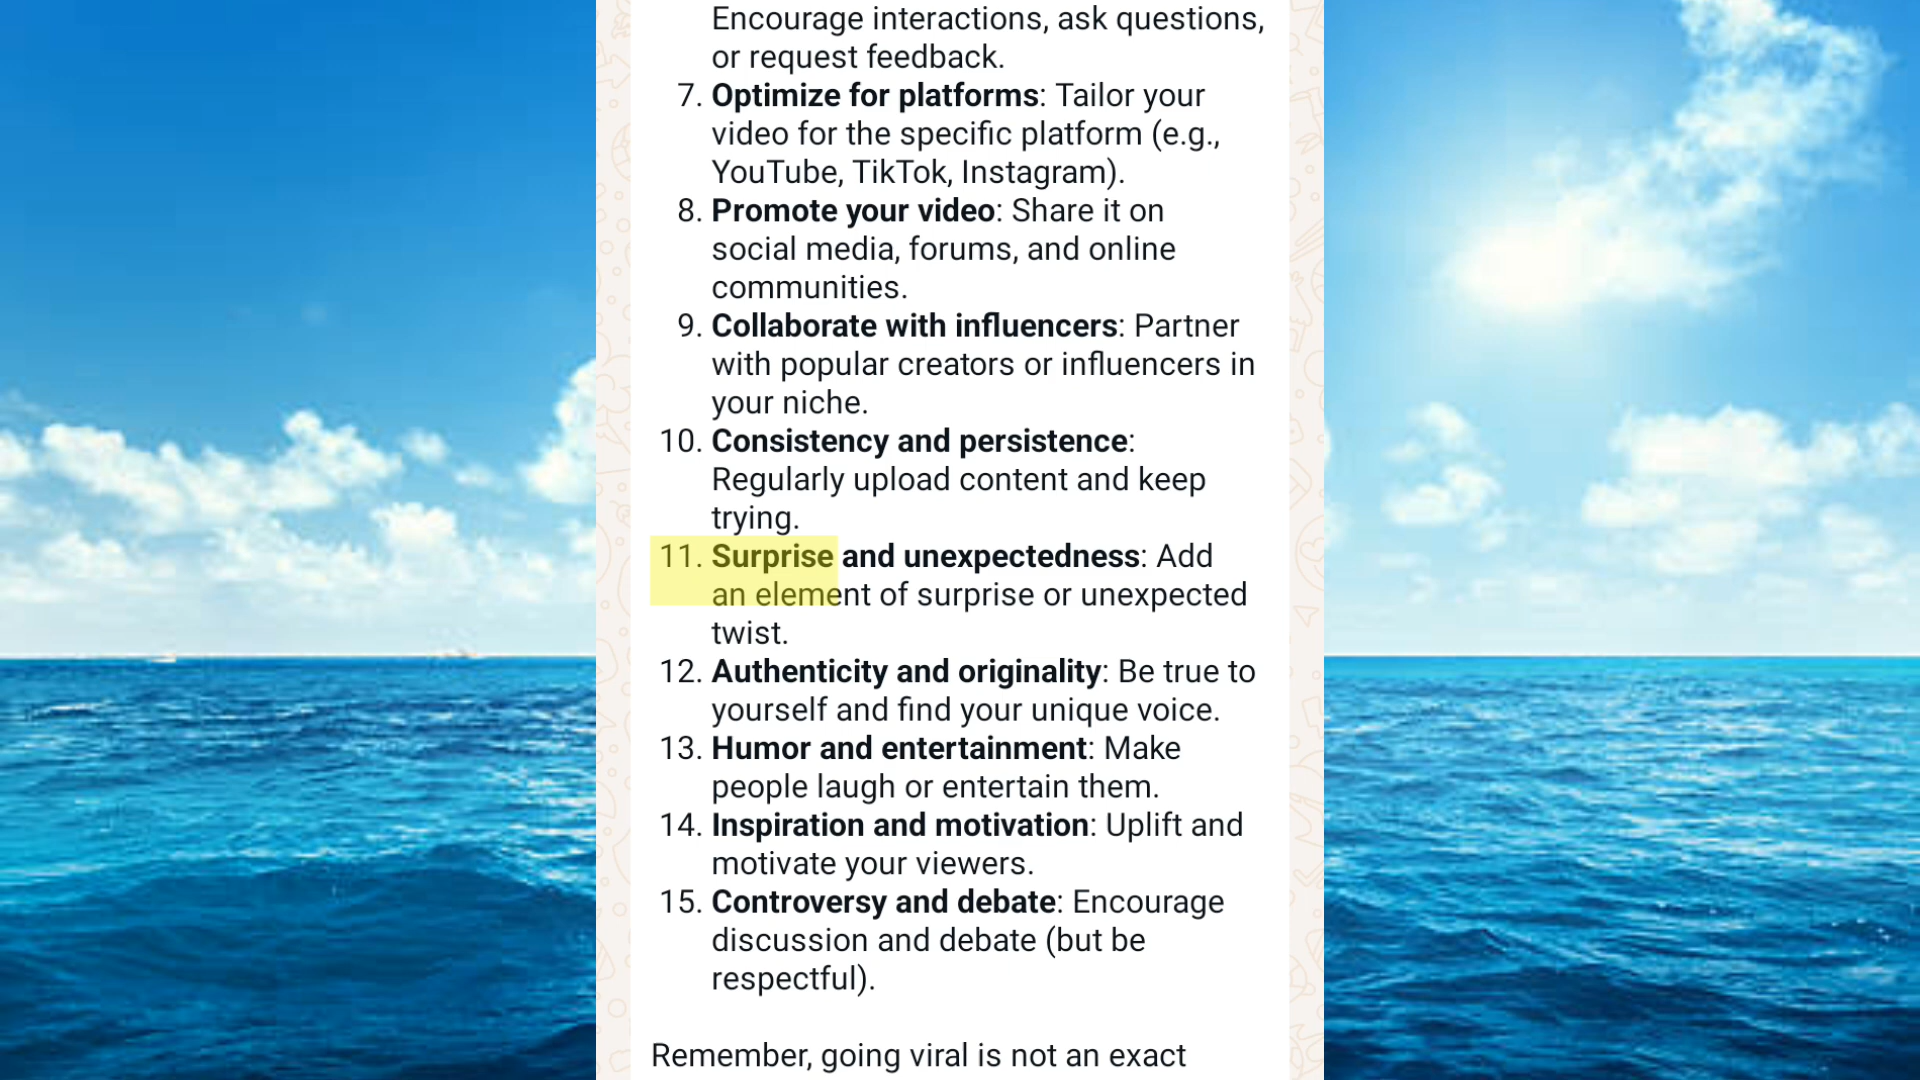 Encourage interactions, ask questions,
or request feedback.
7. Optimize for platforms: Tailor your
video for the specific platform (e.g.,
YouTube, TikTok, Instagram).
8. Promote your video: Share it on
social media, forums, and online
communities.
9. Collaborate with influencers: Partner
with popular creators or influencers in
your niche.
10. Consistency and persistence:
Regularly upload content and keep
trying.
11. Surprise and unexpectedness: Add
an element of surprise or unexpected
twist.
12. Authenticity and originality: Be true to
yourself and find your unique voice.
13. Humor and entertainment: Make
people laugh or entertain them.
14. Inspiration and motivation: Uplift and
motivate your viewers.
15. Controversy and debate: Encourage
discussion and debate (but be
respectful).
Remember, going viral is not an exact